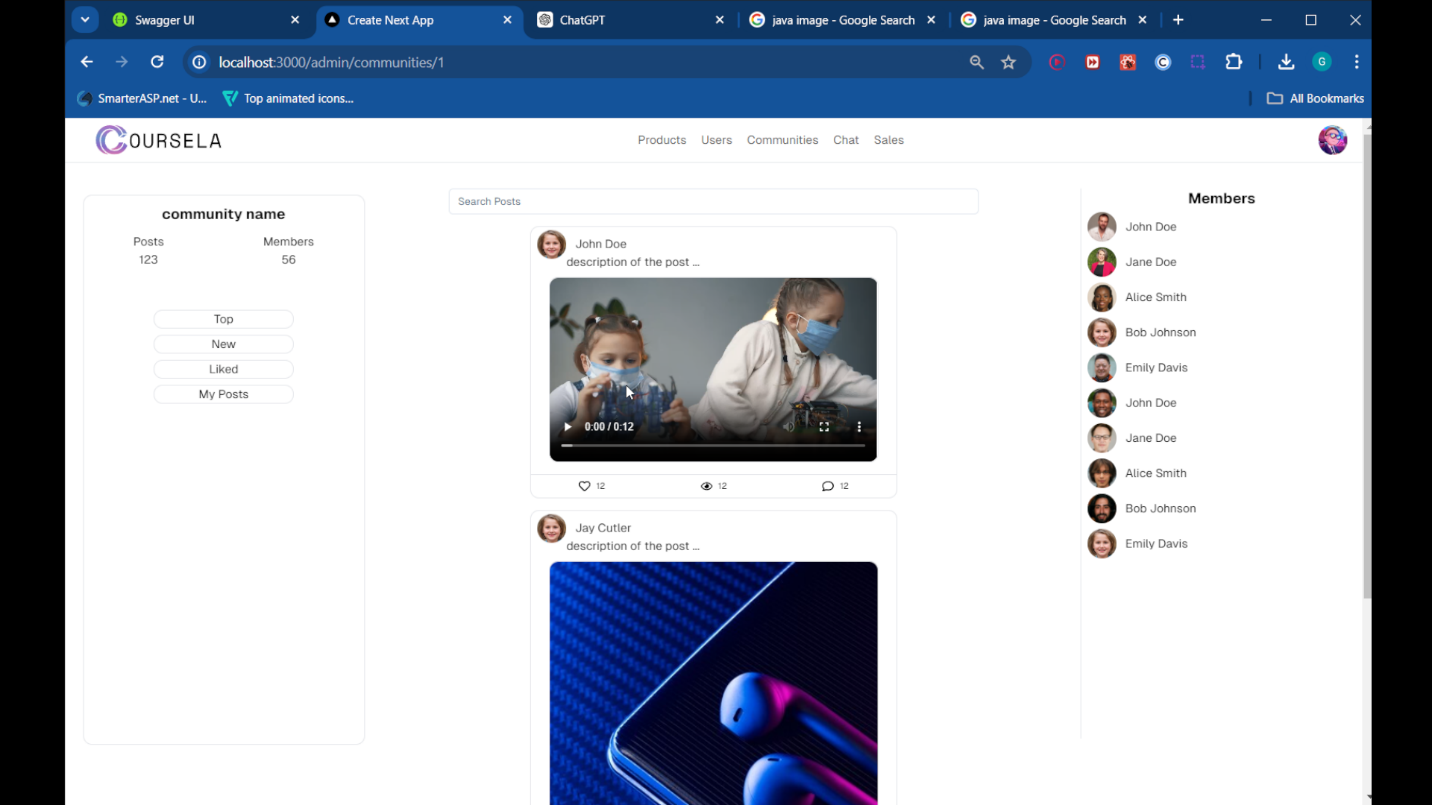 Swagger UI
Create Next App
ChatGPT
java image - Google Search
java image - Google Search
localhost:3000/admin/communities/1
G
SmarterASP.net - U...
Top animated icons...
All Bookmarks
COURSELA
Products
Users
Communities
Chat
Sales
community name
Posts
Members
123
56
Top
New
Liked
My Posts
Search Posts
John Doe
description of the post ...
0:00 / 0:12
12
12
12
Jay Cutler
description of the post ...
Members
John Doe
Jane Doe
Alice Smith
Bob Johnson
Emily Davis
John Doe
Jane Doe
Alice Smith
Bob Johnson
Emily Davis